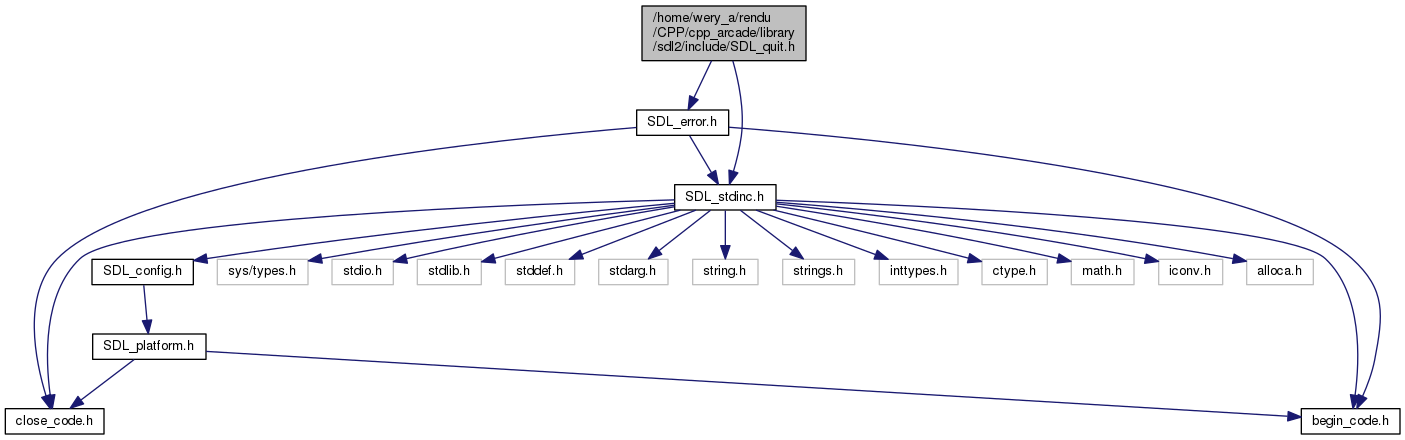 /home/wery_a/rendu
/CPP/cpp_arcade/library
/sdl2/include/SDL_quit.h
SDL_error.h
SDL_stdinc.h
SDL_config.h
sys/types.h
stdio.h
stdlib.h
stddef.h
stdarg.h
string.h
strings.h
inttypes.h
ctype.h
math.h
iconv.h
alloca.h
SDL_platform.h
close_code.h
begin_code.h